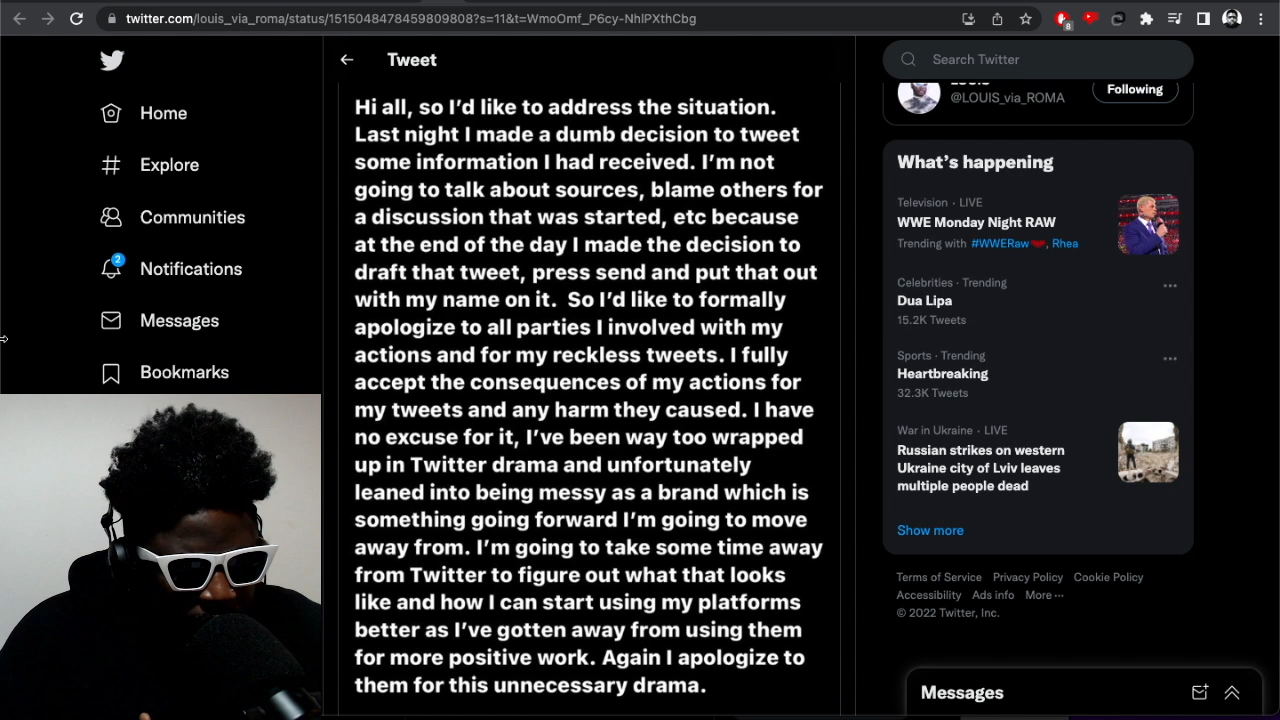 twitter.com/louis_via_roma/status/1515048478459809808?s=11&t=WmoOmf_P6cy-NhlPXthCbg
8
Home
Explore
Communities
2
Notifications
Messages
Bookmarks
Tweet
Hi all, so I’d like to address the situation.
Last night I made a dumb decision to tweet
some information I had received. I’m not
going to talk about sources, blame others for
a discussion that was started, etc because
at the end of the day I made the decision to
draft that tweet, press send and put that out
with my name on it.  So I’d like to formally
apologize to all parties I involved with my
actions and for my reckless tweets. I fully
accept the consequences of my actions for
my tweets and any harm they caused. I have
no excuse for it, I’ve been way too wrapped
up in Twitter drama and unfortunately
leaned into being messy as a brand which is
something going forward I’m going to move
away from. I’m going to take some time away
from Twitter to figure out what that looks
like and how I can start using my platforms
better as I’ve gotten away from using them
for more positive work. Again I apologize to
them for this unnecessary drama.
Search Twitter
@LOUIS_via_ROMA
Following
What’s happening
Television · LIVE
WWE Monday Night RAW
Trending with #WWERaw❤️, Rhea
Celebrities · Trending
Dua Lipa
15.2K Tweets
Sports · Trending
Heartbreaking
32.3K Tweets
War in Ukraine · LIVE
Russian strikes on western
Ukraine city of Lviv leaves
multiple people dead
Show more
Terms of Service Privacy Policy Cookie Policy
Accessibility Ads info More ···
© 2022 Twitter, Inc.
Messages